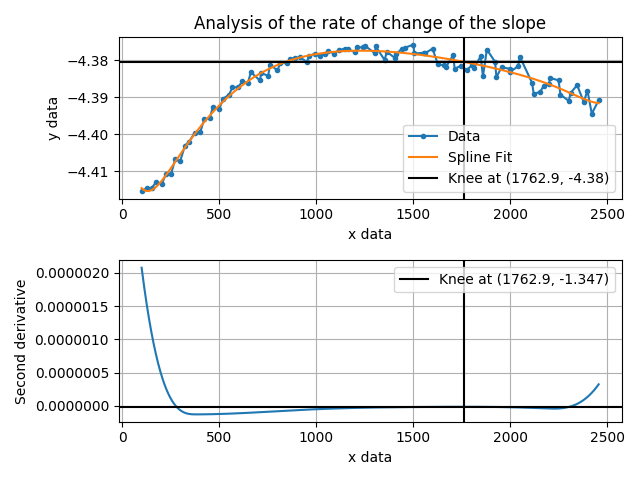 Analysis of the rate of change of the slope
−4.38
−4.39
−4.40
−4.41
y data
Data
Spline Fit
Knee at (1762.9, -4.38)
0 500 1000 1500 2000 2500
x data
0.0000020
0.0000015
0.0000010
0.0000005
0.0000000
Second derivative
Knee at (1762.9, -1.347)
0 500 1000 1500 2000 2500
x data